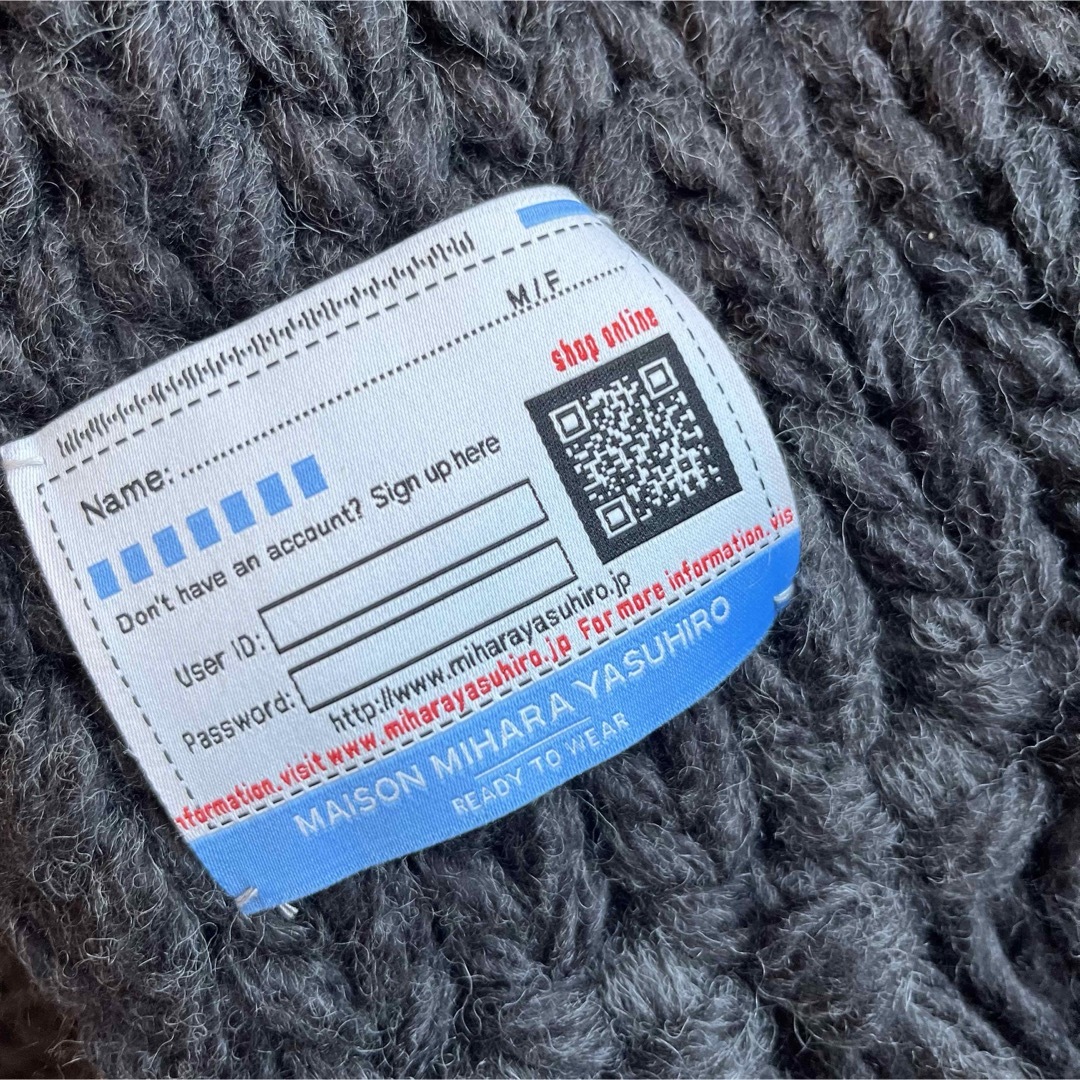 Name: M/F
shop online
Don't have an account? Sign up here
User iD:
Password:
http://www.miharayasuhiro.jp
nformation.visit www.miharayasuhiro.jp For more information.vis
MAISON MIHARA YASUHIRO
READY TO WEAR